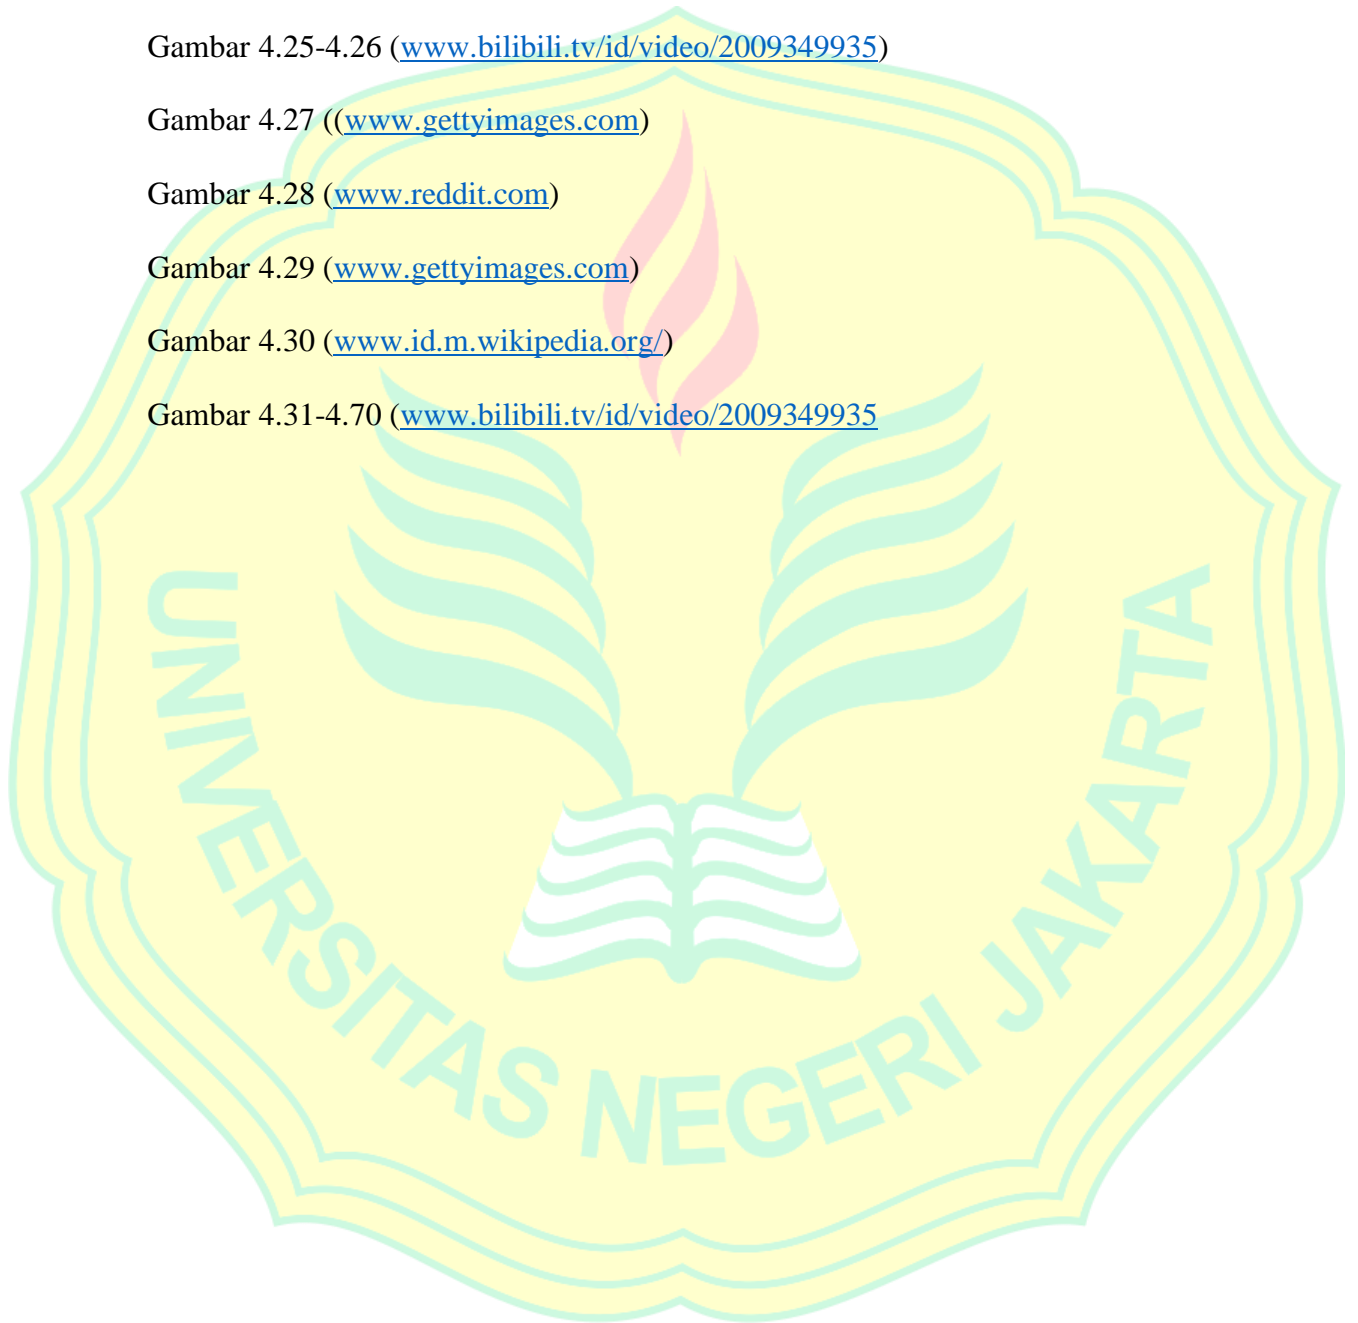 Gambar 4.25-4.26 (www.bilibili.tv/id/video/2009349935)
Gambar 4.27 ((www.gettyimages.com)
Gambar 4.28 (www.reddit.com)
Gambar 4.29 (www.gettyimages.com)
Gambar 4.30 (www.id.m.wikipedia.org/)
Gambar 4.31-4.70 (www.bilibili.tv/id/video/2009349935
UNIVERSITAS NEGERI JAKARTA